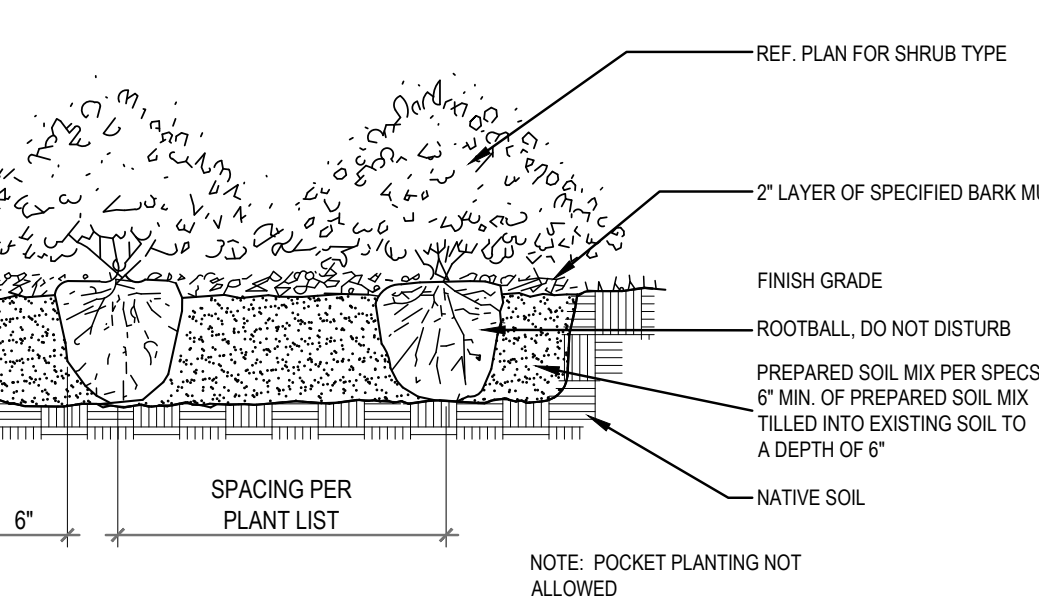 REF. PLAN FOR SHRUB TYPE
2" LAYER OF SPECIFIED BARK
FINISH GRADE
ROOTBALL, DO NOT DISTURB
PREPARED SOIL MIX PER SPECS
6" MIN. OF PREPARED SOIL MIX
TILLED INTO EXISTING SOIL TO
A DEPTH OF 6"
NATIVE SOIL
SPACING PER
PLANT LIST
6"
NOTE: POCKET PLANTING NOT
ALLOWED